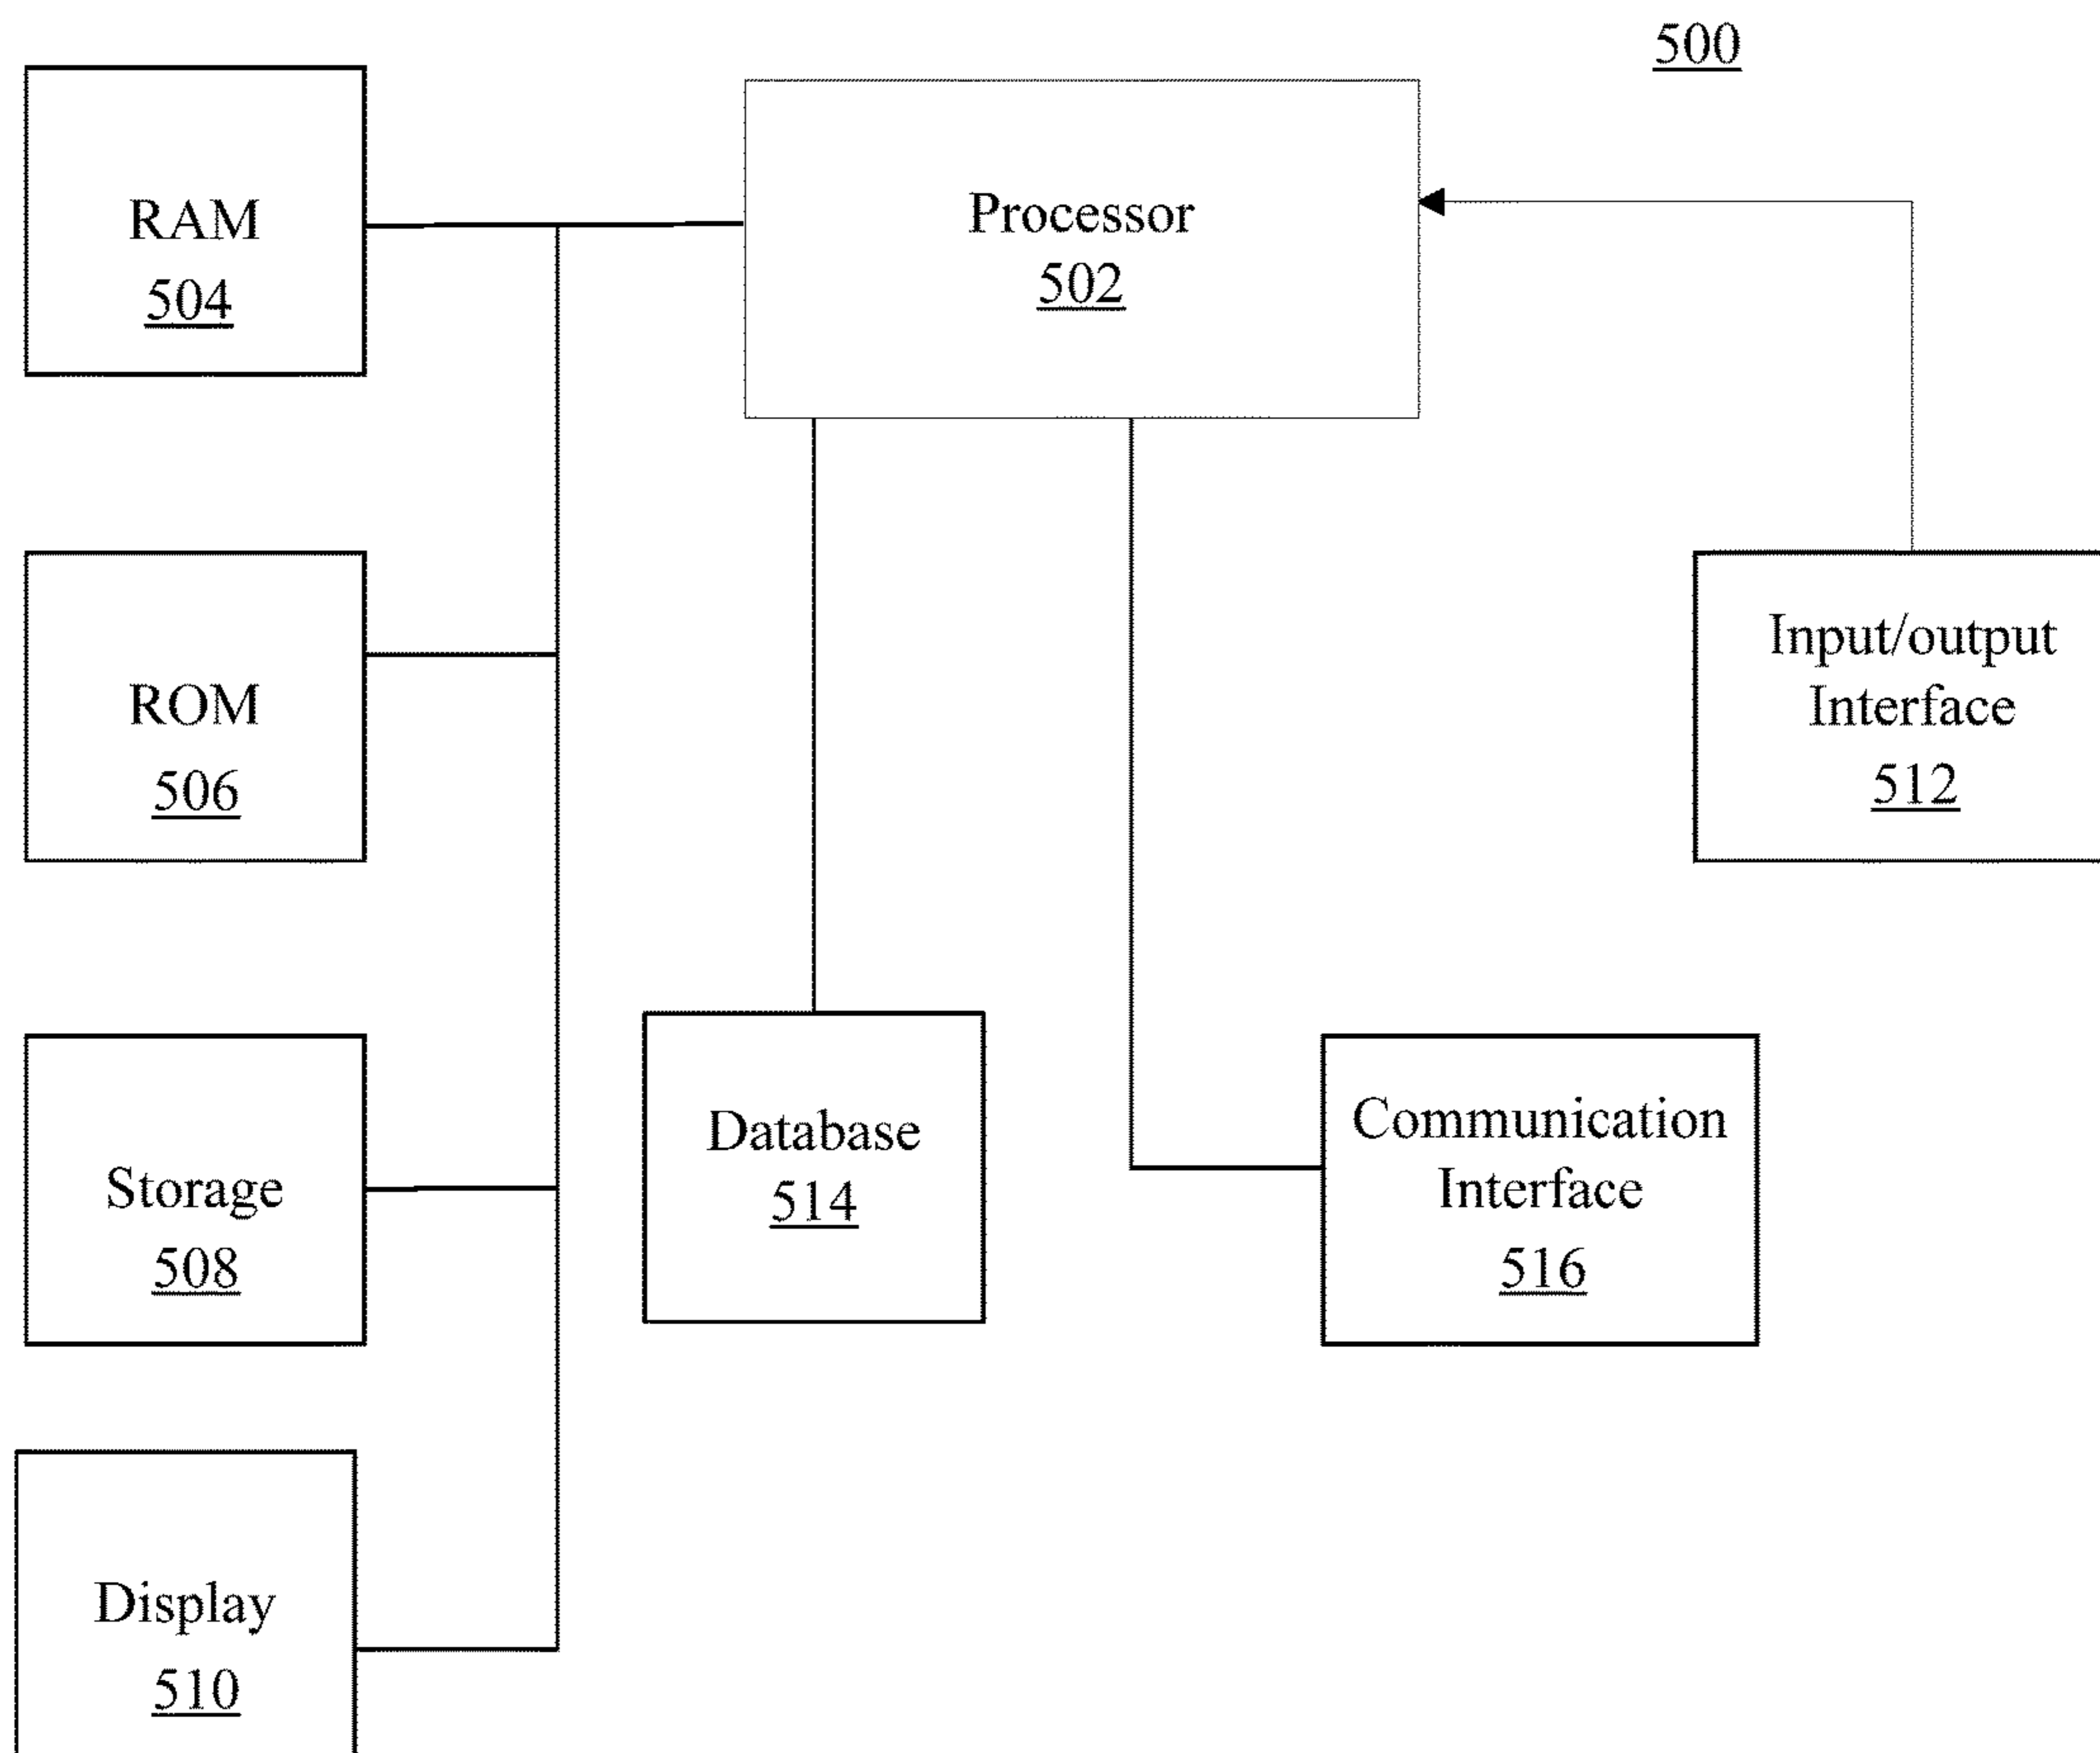 500
RAM
504
Processor
502
ROM
506
Input/output
Interface
512
Storage
508
Database
514
Communication
Interface
516
Display
510